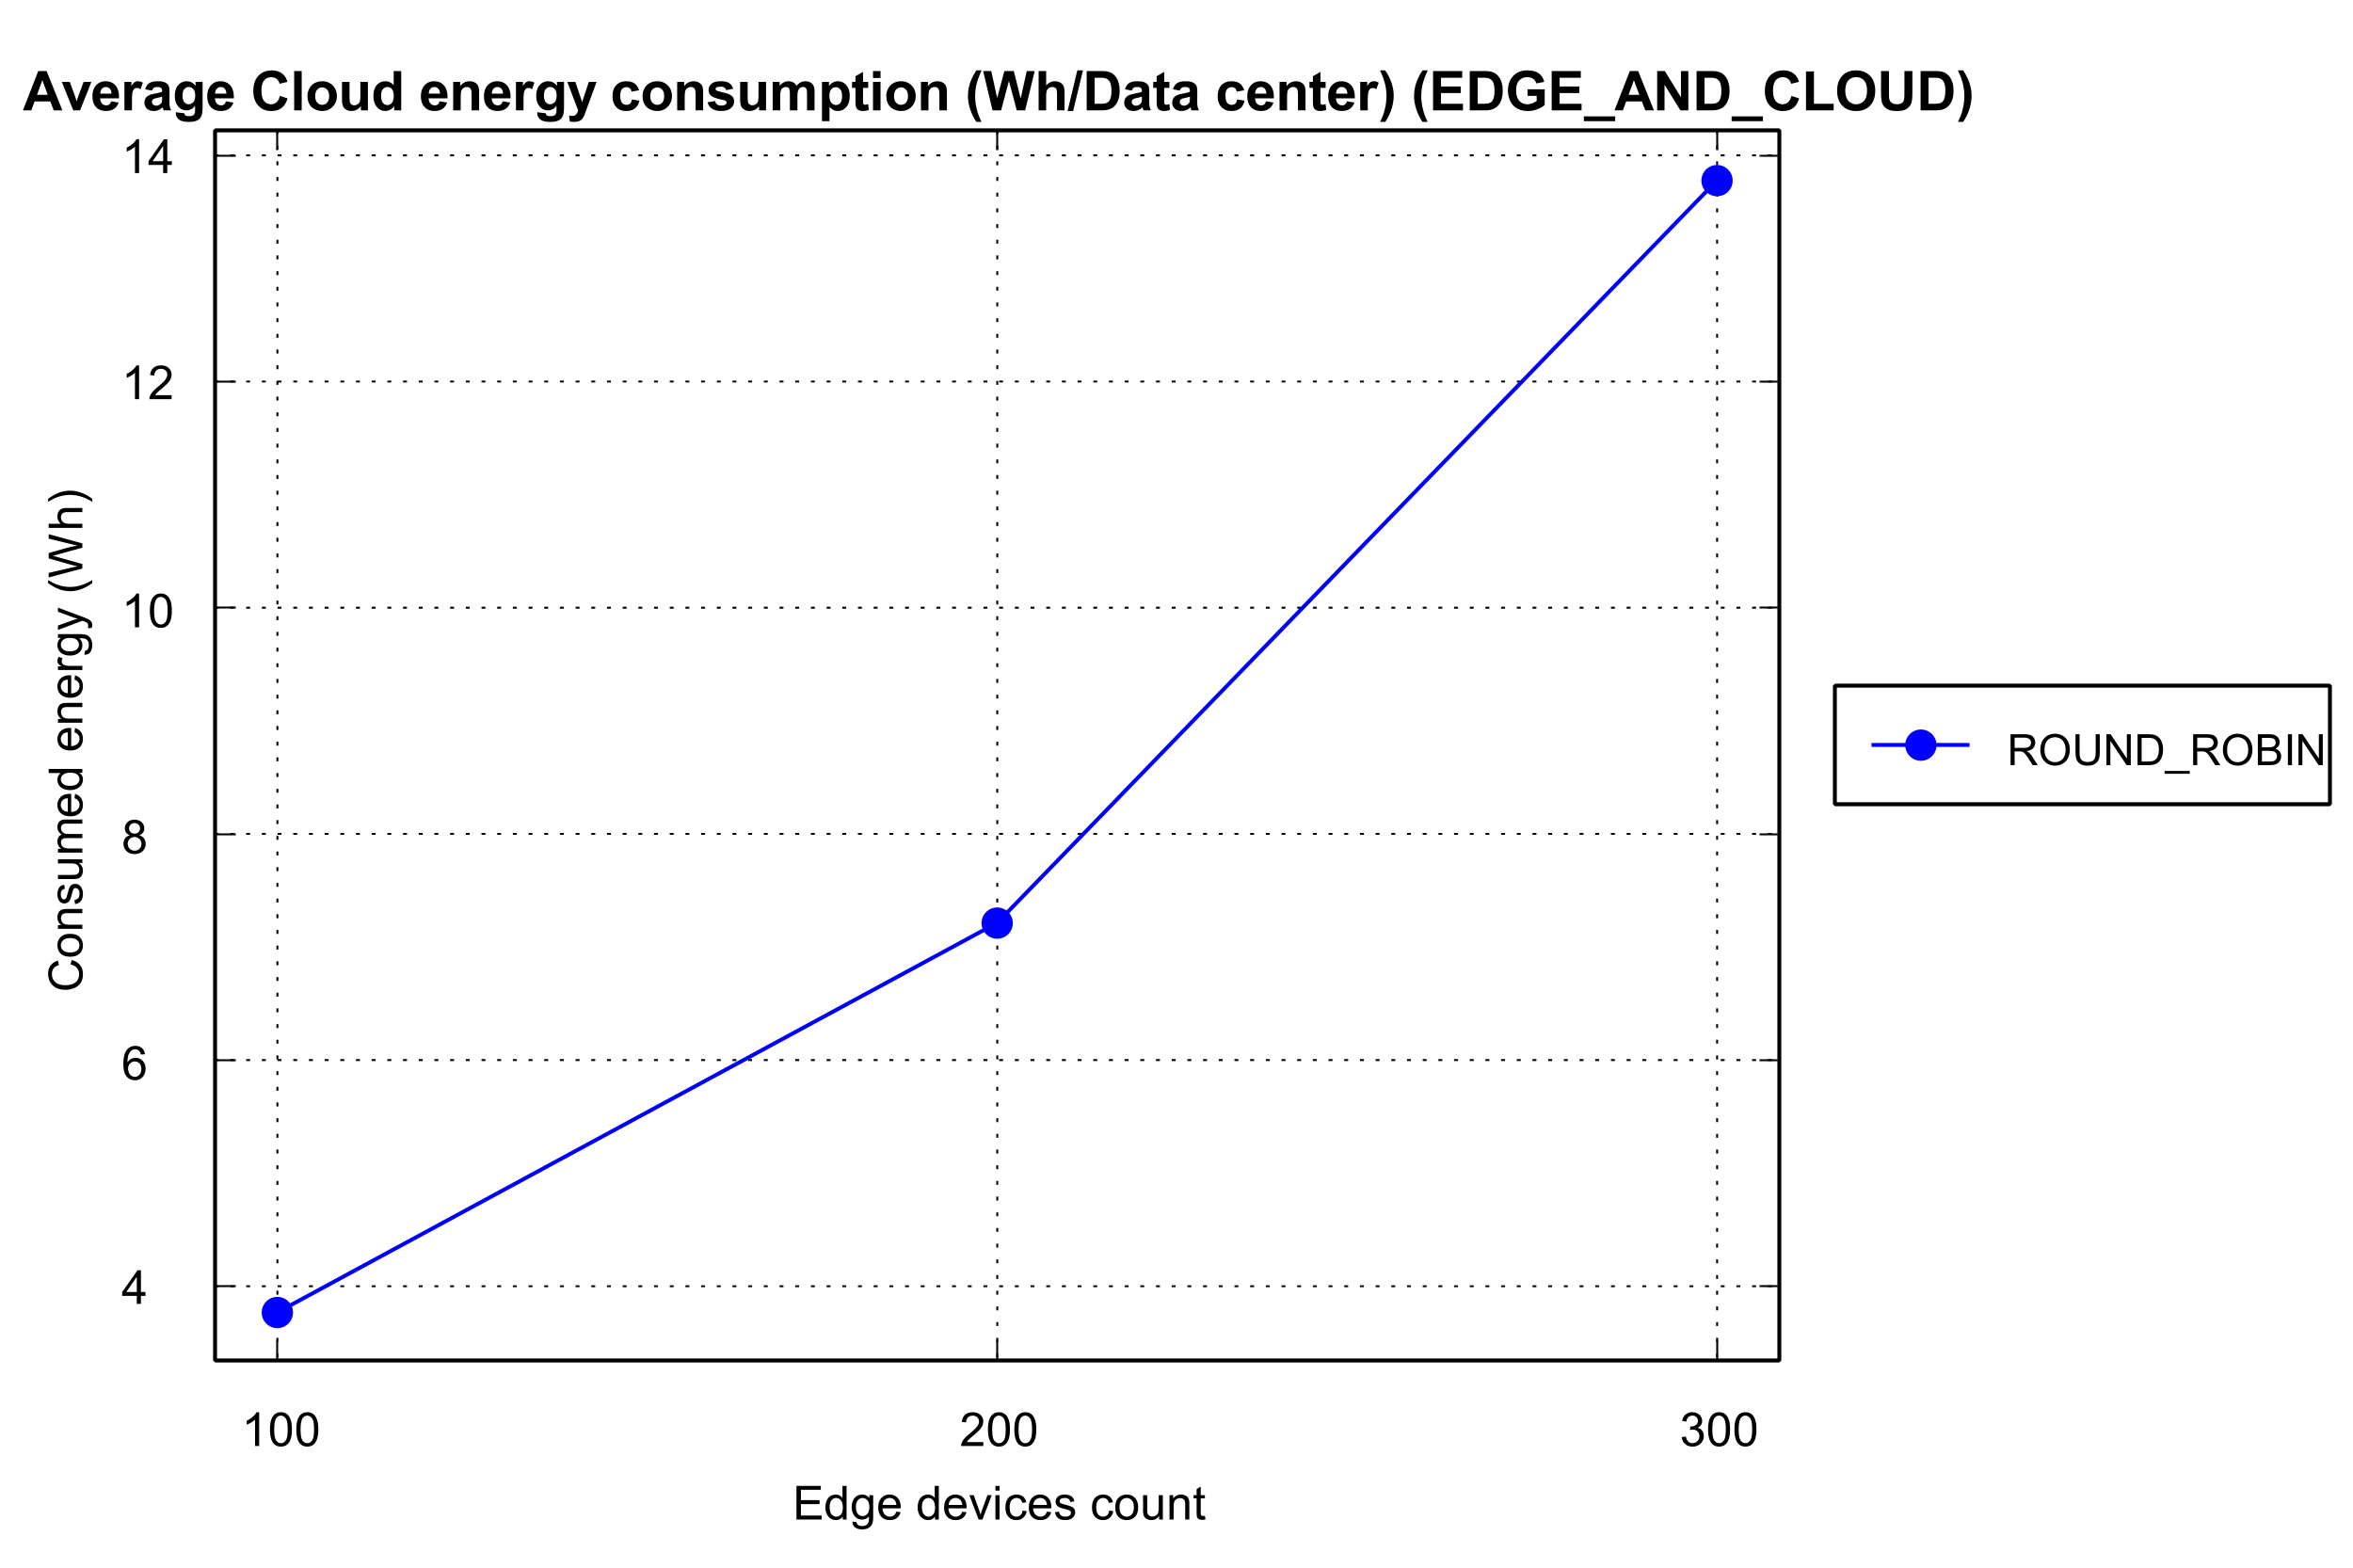 Average Cloud energy consumption (Wh/Data center) (EDGE_AND_CLOUD)
14
12
10
8
6
4
Consumed energy (Wh)
ROUND_ROBIN
100 200 300
Edge devices count